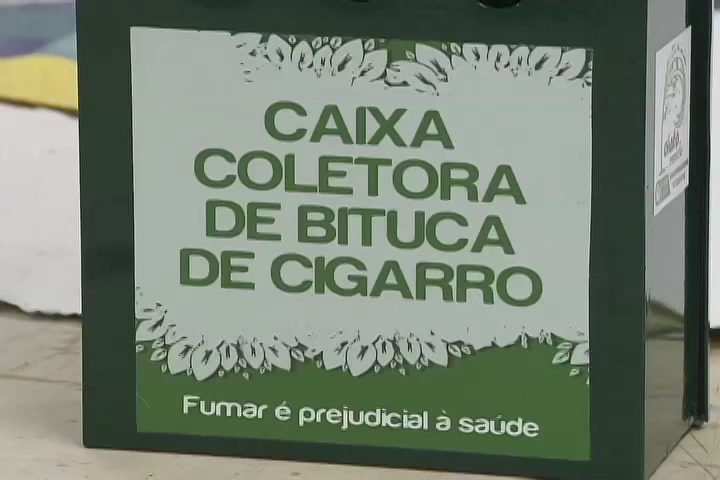 CAIXA
COLETORA
DE BITUCA
DE CIGARRO
Fumar é prejudicial à saúde